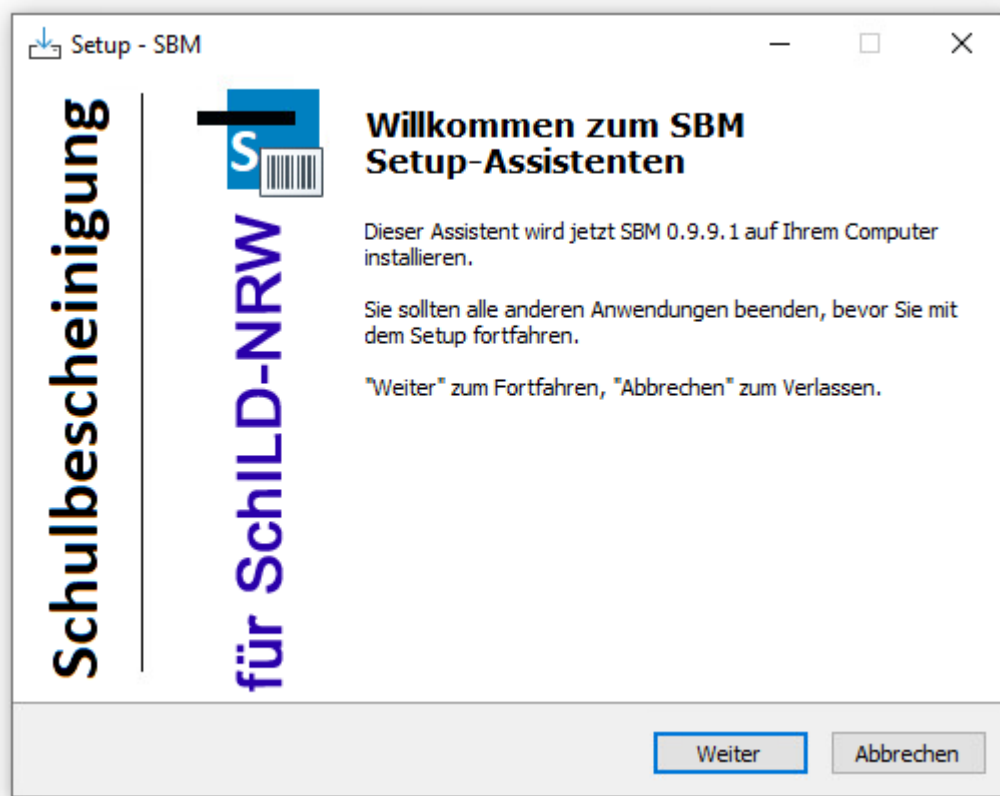 Setup - SBM
Schulbescheinigung
für SchILD-NRW
S
Willkommen zum SBM
Setup-Assistenten
Dieser Assistent wird jetzt SBM 0.9.9.1 auf Ihrem Computer
installieren.
Sie sollten alle anderen Anwendungen beenden, bevor Sie mit
dem Setup fortfahren.
"Weiter" zum Fortfahren, "Abbrechen" zum Verlassen.
Weiter
Abbrechen